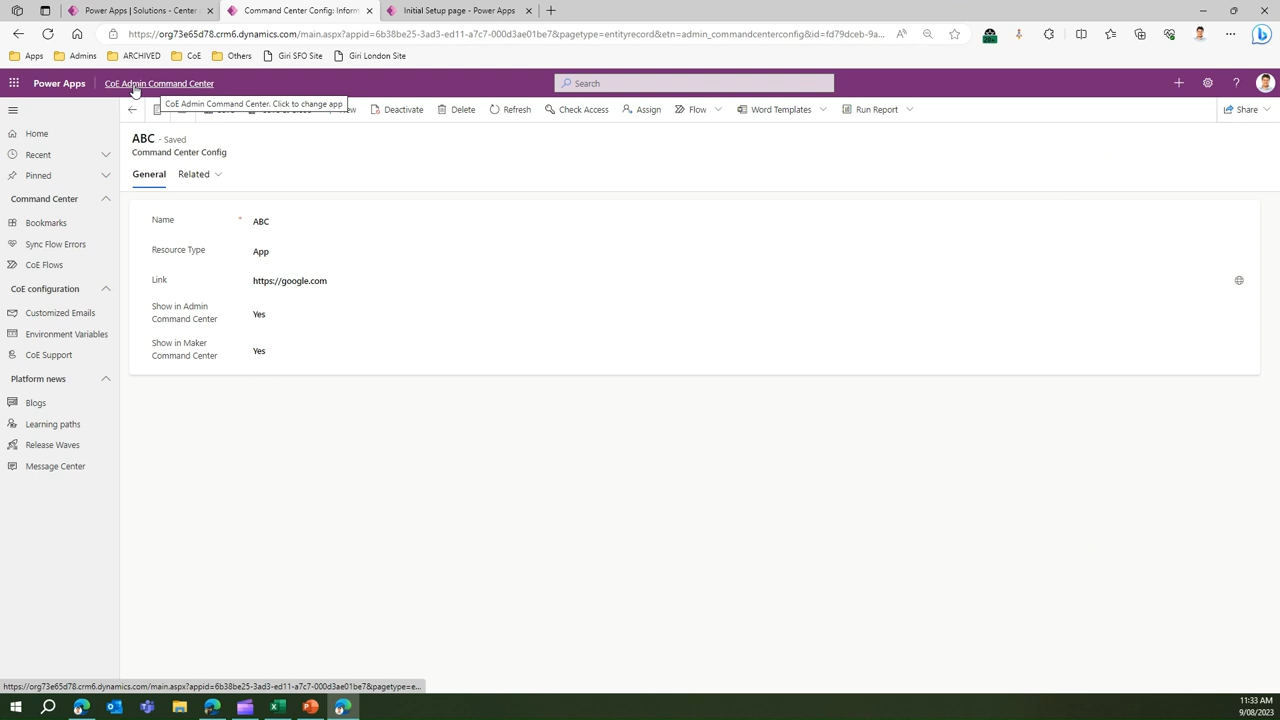 Power Apps | Solutions - Center
Command Center Config: Inform
Initial Setup page - Power Apps
https://org73e65d78.crm6.dynamics.com/main.aspx?appid=6b38be25-3ad3-ed11-a7c7-000d3ae01be7&pagetype=entityrecord&etn=admin_commandcenterconfig&id=fd79dceb-9a...
Apps
Admins
ARCHIVED
CoE
Others
Giri SFO Site
Giri London Site
Power Apps
CoE Admin Command Center
Search
CoE Admin Command Center. Click to change app
Deactivate
Delete
Refresh
Check Access
Assign
Flow
Word Templates
Run Report
Share
ABC - Saved
Command Center Config
General
Related
Home
Recent
Pinned
Command Center
Bookmarks
Sync Flow Errors
CoE Flows
CoE configuration
Customized Emails
Environment Variables
CoE Support
Platform news
Blogs
Learning paths
Release Waves
Message Center
Name * ABC
Resource Type App
Link https://google.com
Show in Admin
Command Center
Yes
Show in Maker
Command Center
Yes
https://org73e65d78.crm6.dynamics.com/main.aspx?appid=6b38be25-3ad3-ed11-a7c7-000d3ae01be7&pagetype=e...
11:33 AM
9/08/2023